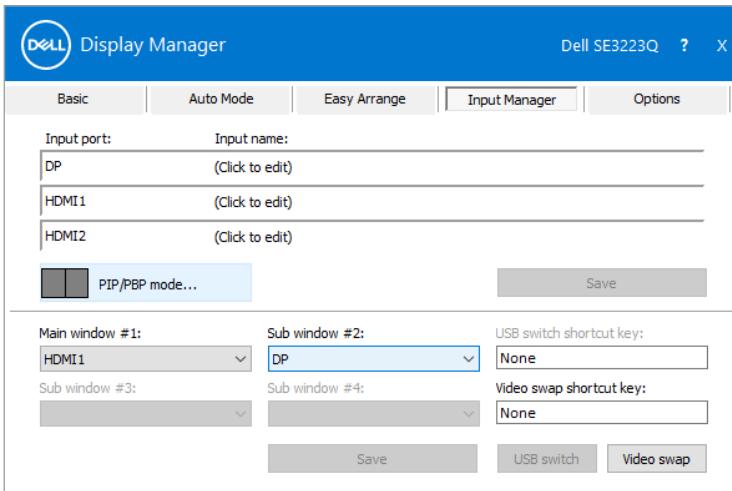 DELL Display Manager Dell SE3223Q ? X
Basic Auto Mode Easy Arrange Input Manager Options
Input port: Input name:
DP (Click to edit)
HDMI1 (Click to edit)
HDMI2 (Click to edit)
PIP/PBP mode... Save
Main window #1: Sub window #2: USB switch shortcut key:
HDMI1 DP None
Sub window #3: Sub window #4: Video swap shortcut key:
None
Save USB switch Video swap